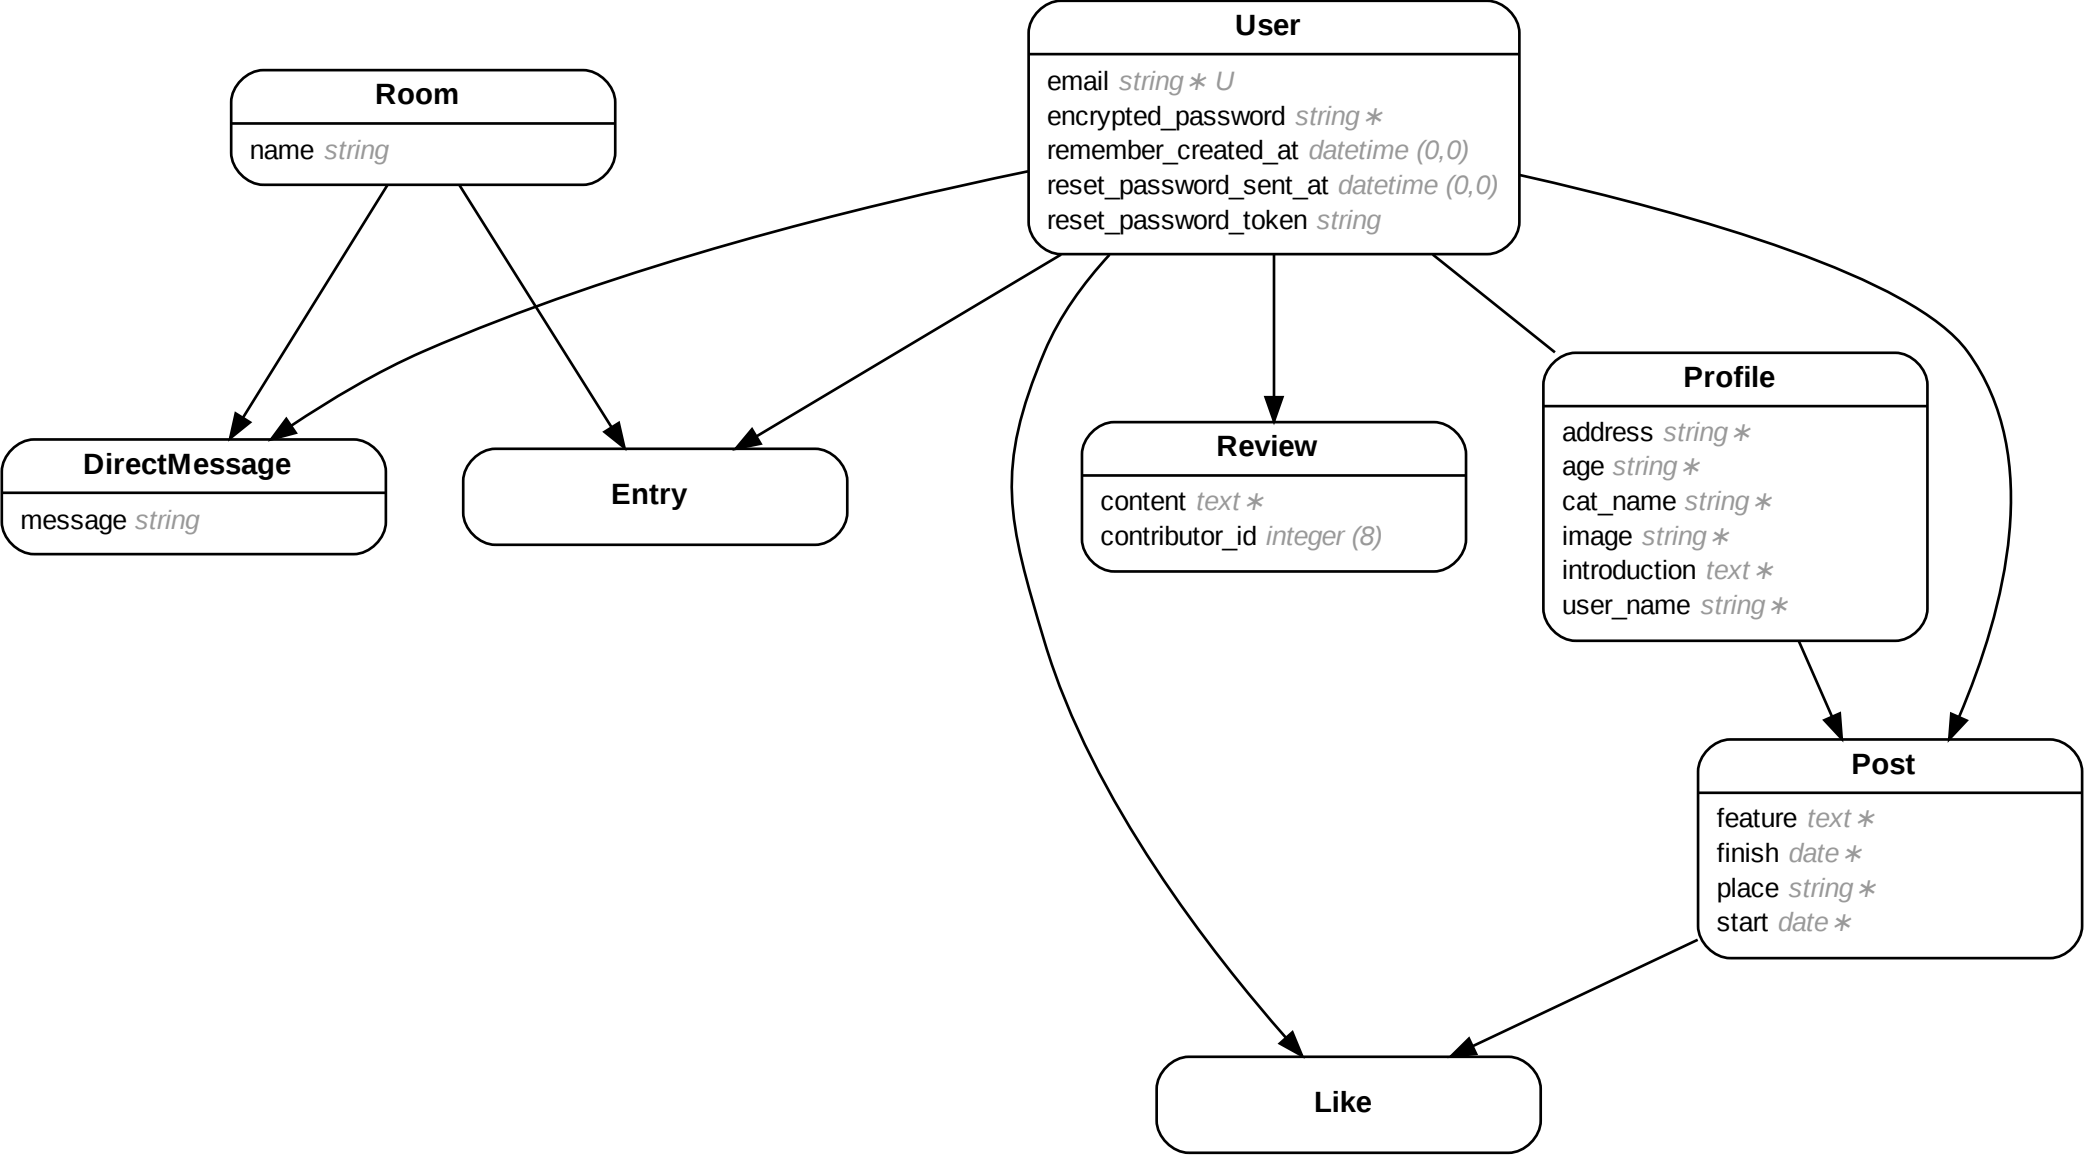 User
email string∗ U
encrypted_password string∗
remember_created_at datetime (0,0)
reset_password_sent_at datetime (0,0)
reset_password_token string
Room
name string
DirectMessage
message string
Entry
Review
content text∗
contributor_id integer (8)
Profile
address string∗
age string∗
cat_name string∗
image string∗
introduction text∗
user_name string∗
Post
feature text∗
finish date∗
place string∗
start date∗
Like